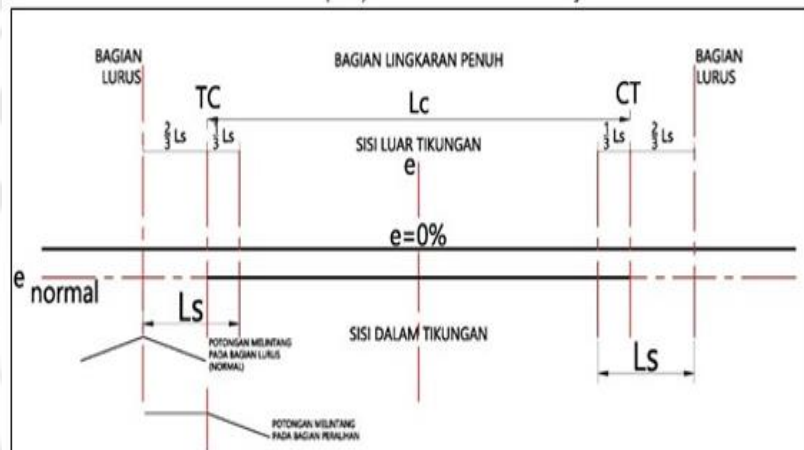 BAGIAN
LURUS
BAGIAN LINGKARAN PENUH
BAGIAN
LURUS
TC
Lc
CT
2/3 Ls
1/3 Ls
SISI LUAR TIKUNGAN
1/3 Ls
2/3 Ls
e
e=0%
e normal
Ls
SISI DALAM TIKUNGAN
POTONGAN MELINTANG
PADA BAGIAN LURUS
(NORMAL)
Ls
POTONGAN MELINTANG
PADA BAGIAN PERALIHAN